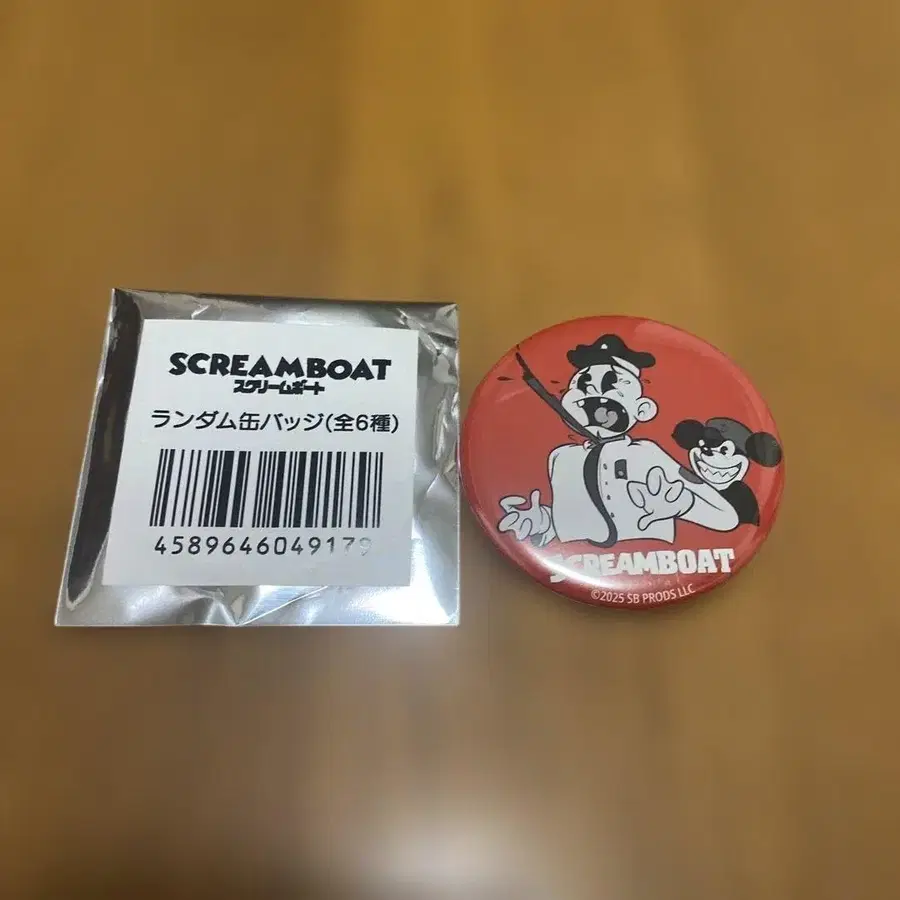 SCREAMBOAT
スクリームボート
ランダム缶バッジ(全6種)
4589646049179
SCREAMBOAT
©2025 SB PRODS LLC